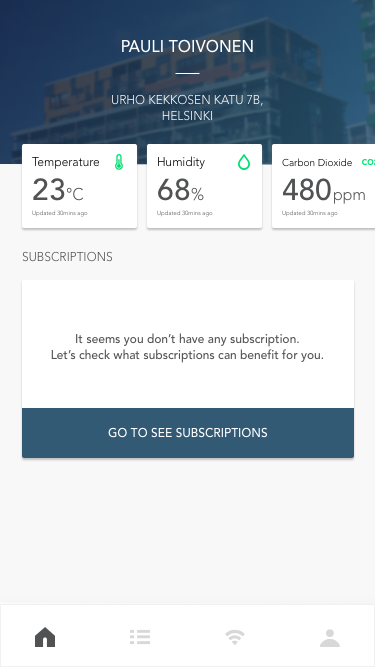 PAULI TOIVONEN
URHO KEKKOSEN KATU 7B,
HELSINKI
Temperature
23°C
Updated 30mins ago
Humidity
68%
Updated 30mins ago
Carbon Dioxide CO2
480ppm
Updated 30mins ago
SUBSCRIPTIONS
It seems you don’t have any subscription.
Let’s check what subscriptions can benefit for you.
GO TO SEE SUBSCRIPTIONS